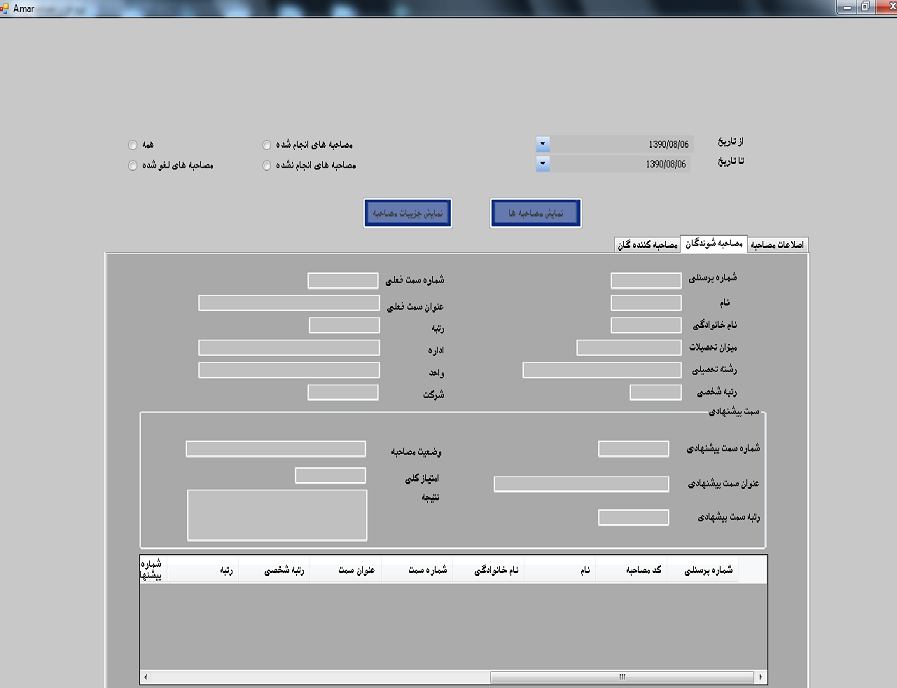 Amar
از تاریخ
1390/08/06
تا تاریخ
1390/08/06
مصاحبه های انجام شده
همه
مصاحبه های انجام نشده
مصاحبه های لغو شده
نمایش مصاحبه ها
نمایش جزییات مصاحبه
اطلاعات مصاحبه
مصاحبه شوندگان
مصاحبه کننده گان
شماره پرسنلی
شماره سمت فعلی
نام
عنوان سمت فعلی
نام خانوادگی
رتبه
میزان تحصیلات
اداره
رشته تحصیلی
واحد
رتبه شخصی
شرکت
سمت پیشنهادی
شماره سمت پیشنهادی
وضعیت مصاحبه
عنوان سمت پیشنهادی
امتیاز کلی
نتیجه
رتبه سمت پیشهادی
شماره پرسنلی
کد مصاحبه
نام
نام خانوادگی
شماره سمت
عنوان سمت
رتبه شخصی
رتبه
شماره
پیشنها